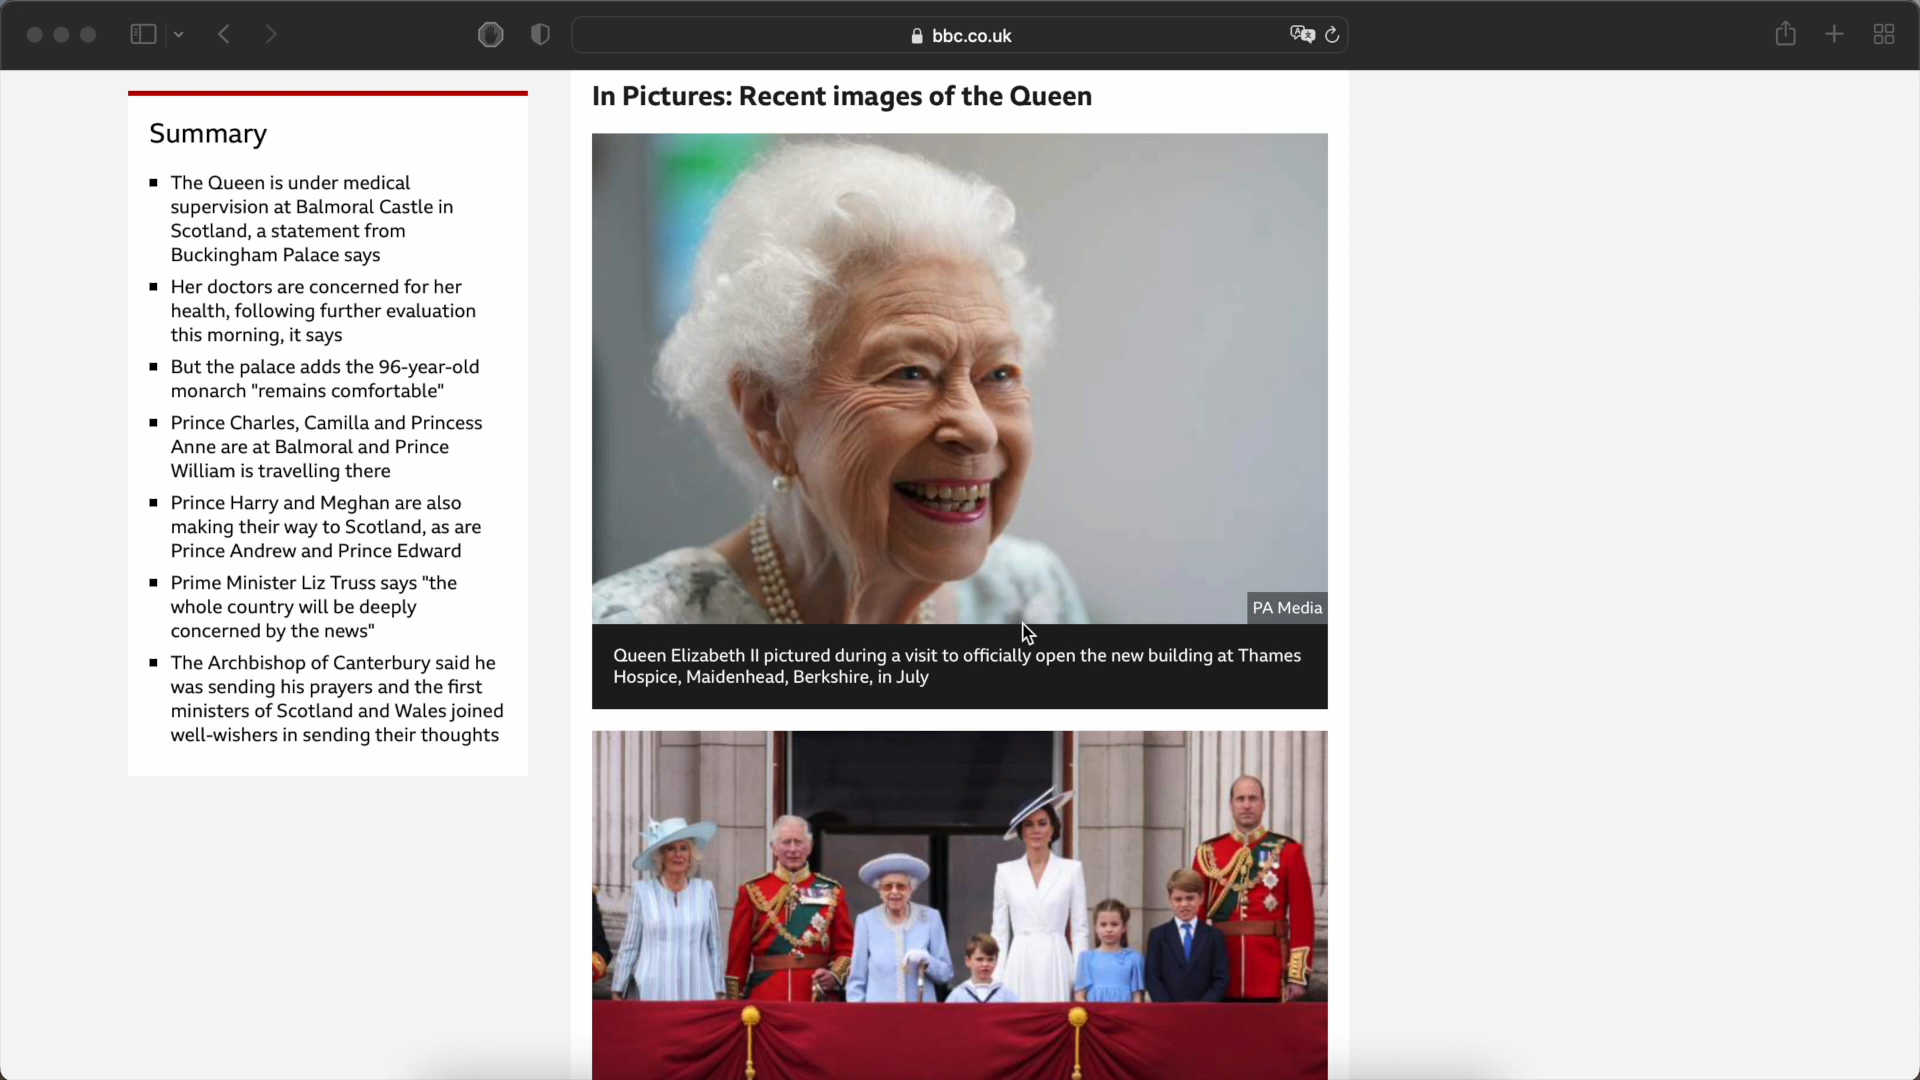 bbc.co.uk
Summary
The Queen is under medical
supervision at Balmoral Castle in
Scotland, a statement from
Buckingham Palace says
Her doctors are concerned for her
health, following further evaluation
this morning, it says
But the palace adds the 96-year-old
monarch "remains comfortable"
Prince Charles, Camilla and Princess
Anne are at Balmoral and Prince
William is travelling there
Prince Harry and Meghan are also
making their way to Scotland, as are
Prince Andrew and Prince Edward
Prime Minister Liz Truss says "the
whole country will be deeply
concerned by the news"
The Archbishop of Canterbury said he
was sending his prayers and the first
ministers of Scotland and Wales joined
well-wishers in sending their thoughts
In Pictures: Recent images of the Queen
PA Media
Queen Elizabeth II pictured during a visit to officially open the new building at Thames
Hospice, Maidenhead, Berkshire, in July